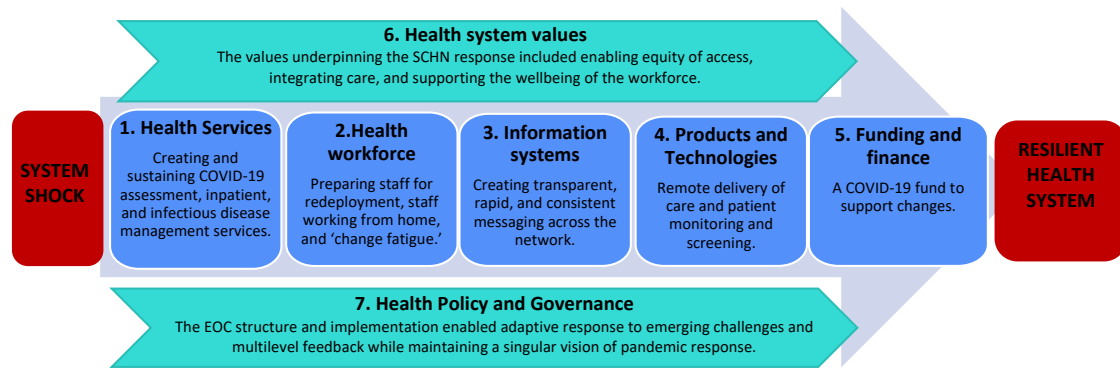 6. Health system values
The values underpinning the SCHN response included enabling equity of access,
integrating care, and supporting the wellbeing of the workforce.
SYSTEM
SHOCK
1. Health Services
Creating and
sustaining COVID-19
assessment, inpatient,
and infectious disease
management services.
2.Health
workforce
Preparing staff for
redeployment, staff
working from home,
and ‘change fatigue.’
3. Information
systems
Creating transparent,
rapid, and consistent
messaging across the
network.
4. Products and
Technologies
Remote delivery of
care and patient
monitoring and
screening.
5. Funding and
finance
A COVID-19 fund to
support changes.
RESILIENT
HEALTH
SYSTEM
7. Health Policy and Governance
The EOC structure and implementation enabled adaptive response to emerging challenges and
multilevel feedback while maintaining a singular vision of pandemic response.